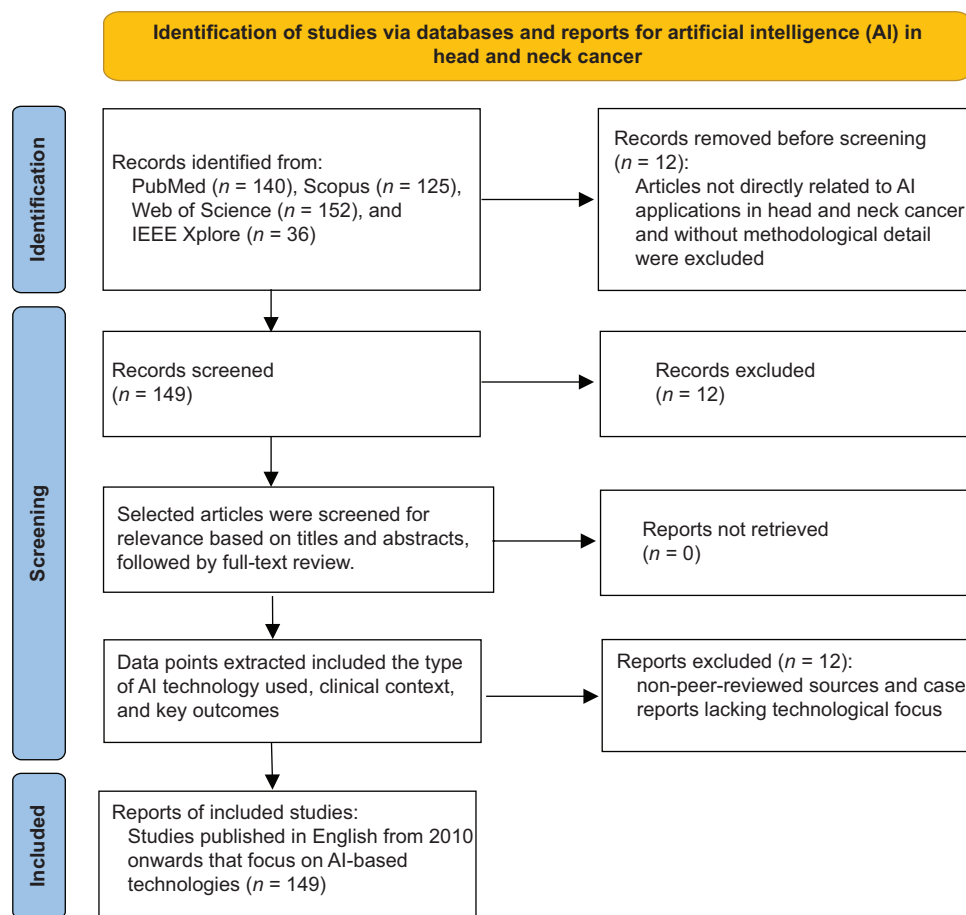 Identification of studies via databases and reports for artificial intelligence (AI) in
head and neck cancer
Identification
Records identified from:
PubMed (n = 140), Scopus (n = 125),
Web of Science (n = 152), and
IEEE Xplore (n = 36)
Records removed before screening
(n = 12):
Articles not directly related to AI
applications in head and neck cancer
and without methodological detail
were excluded
Screening
Records screened
(n = 149)
Records excluded
(n = 12)
Selected articles were screened for
relevance based on titles and abstracts,
followed by full-text review.
Reports not retrieved
(n = 0)
Data points extracted included the type
of AI technology used, clinical context,
and key outcomes
Reports excluded (n = 12):
non-peer-reviewed sources and case
reports lacking technological focus
Included
Reports of included studies:
Studies published in English from 2010
onwards that focus on AI-based
technologies (n = 149)